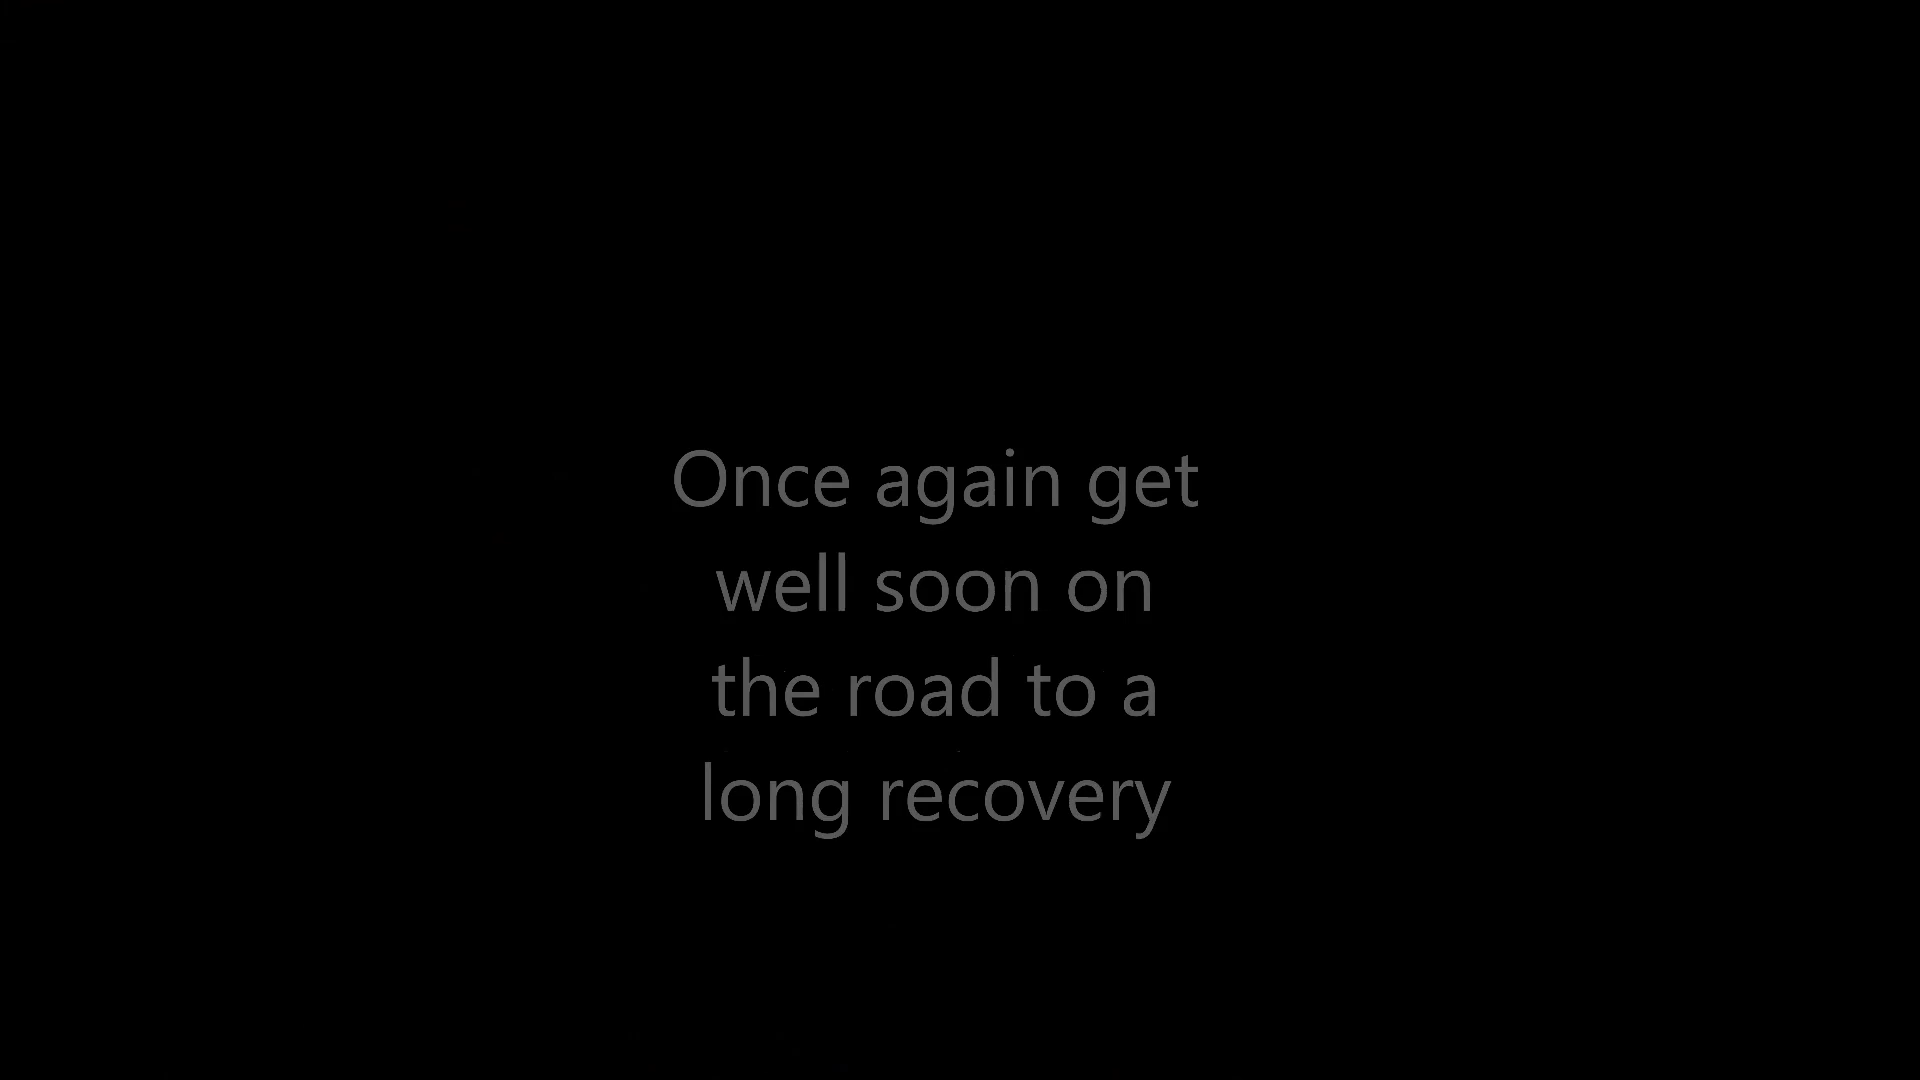 Once again get
well soon on
the road to a
long recovery